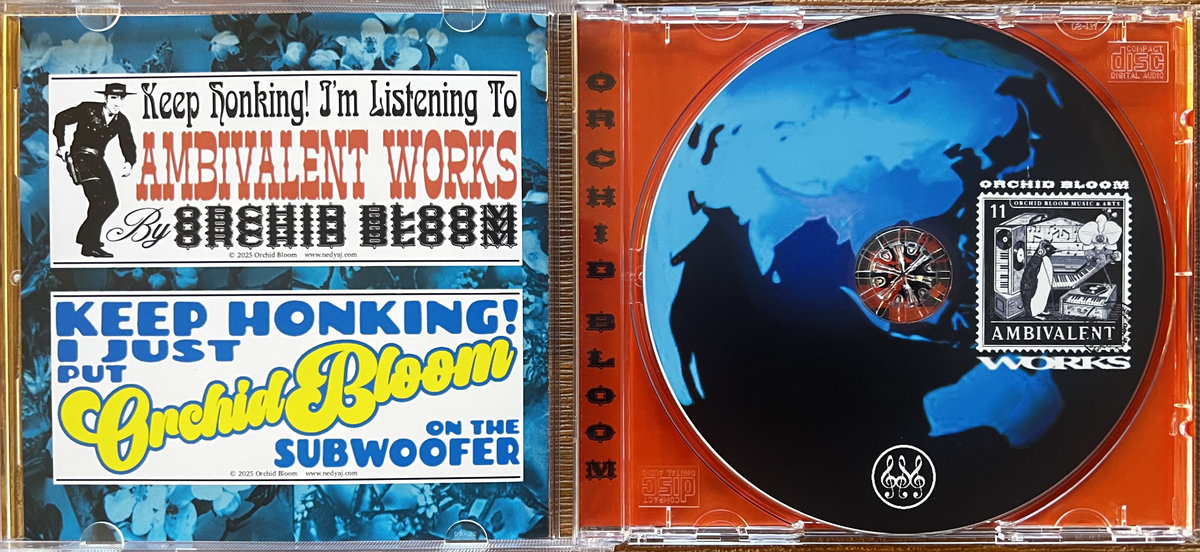 Keep Honking! I'm Listening To
AMBIVALENT WORKS
By ORCHID BLOOM
© 2025 Orchid Bloom www.nedyaj.com
KEEP HONKING!
I JUST
PUT
Orchid Bloom
ON THE
SUBWOOFER
© 2025 Orchid Bloom www.nedyaj.com
ORCHID BLOOM
COMPACT
disc
DIGITAL AUDIO
ORCHID BLOOM
ORCHID BLOOM MUSIC & ARTS
11
AMBIVALENT
WORKS
COMPACT
disc
DIGITAL AUDIO